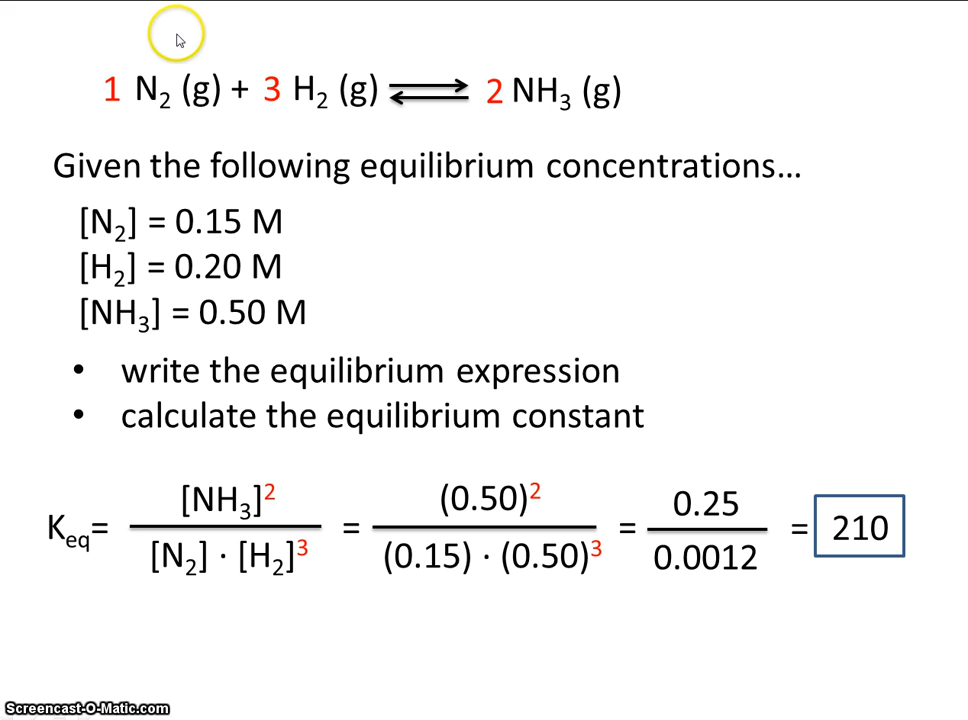 1 N₂ (g) + 3 H₂ (g) ⇌ 2 NH₃ (g)
Given the following equilibrium concentrations...
[N₂] = 0.15 M
[H₂] = 0.20 M
[NH₃] = 0.50 M
• write the equilibrium expression
• calculate the equilibrium constant
[NH₃]² (0.50)² 0.25
K_eq= = = = 210
[N₂] · [H₂]³ (0.15) · (0.50)³ 0.0012
Screencast-O-Matic.com